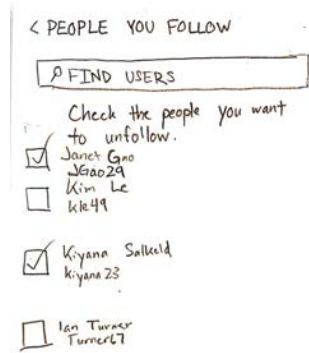 < PEOPLE YOU FOLLOW
FIND USERS
Check the people you want
to unfollow.
Janet Gao
JGao29
Kim Le
kle49
Kiyana Salkeld
kiyana23
Ian Turner
Turner67